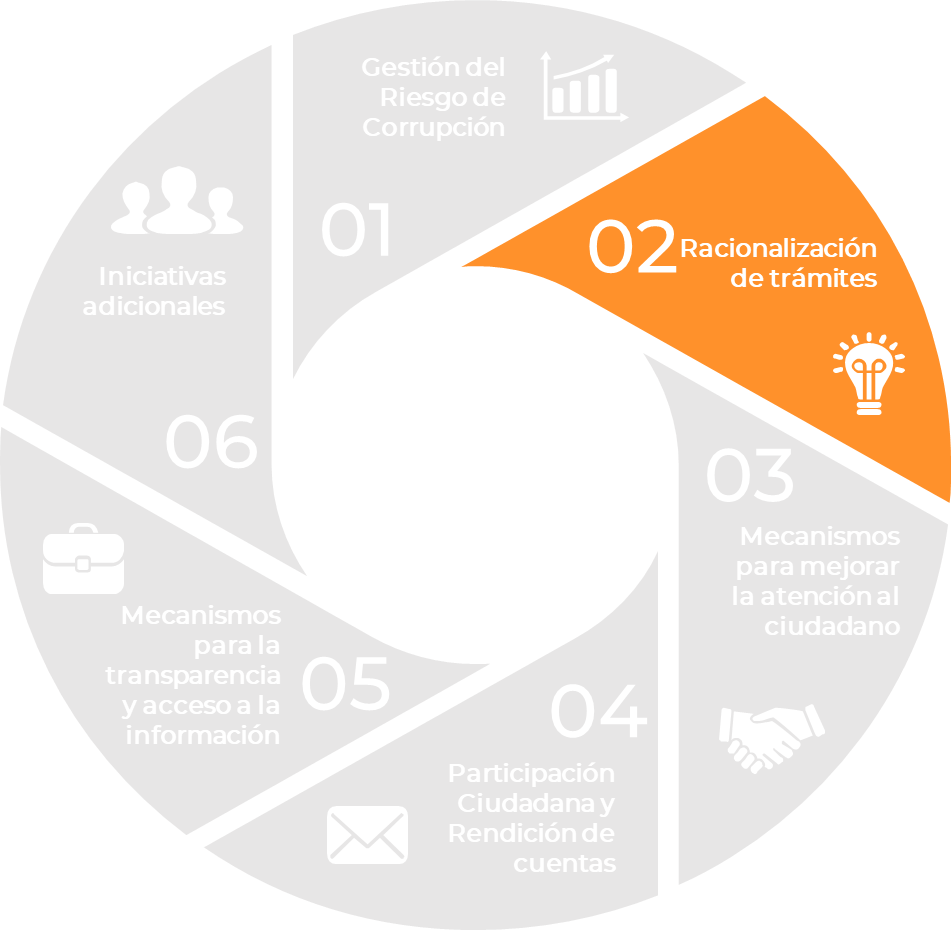 01
Gestión del
Riesgo de
Corrupción
02
Racionalización
de trámites
03
Mecanismos
para mejorar
la atención al
ciudadano
04
Participación
Ciudadana y
Rendición de
cuentas
05
Mecanismos
para la
transparencia
y acceso a la
información
06
Iniciativas
adicionales